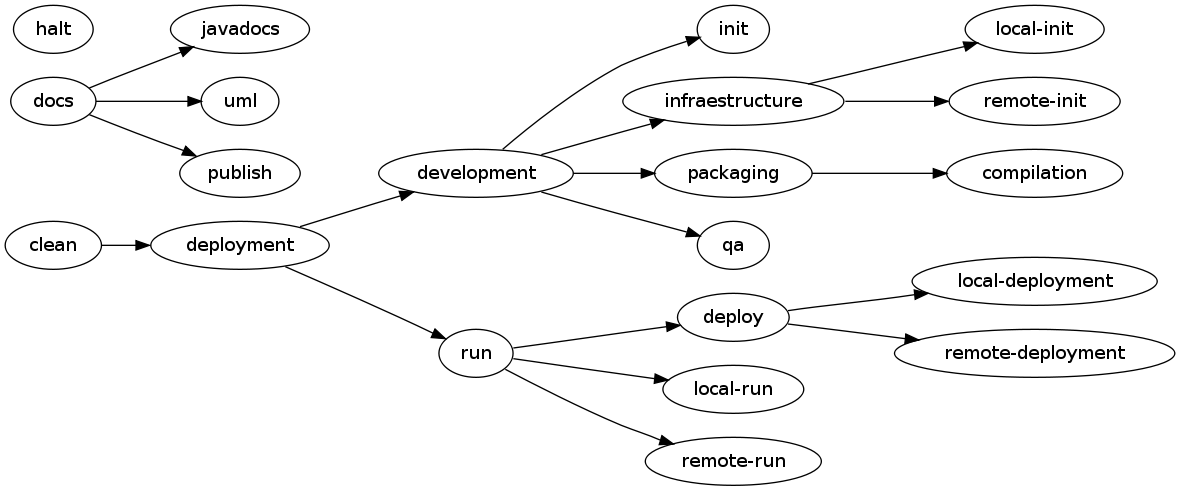 halt
javadocs
init
local-init
docs
uml
infraestructure
remote-init
publish
development
packaging
compilation
clean
deployment
qa
local-deployment
deploy
run
remote-deployment
local-run
remote-run